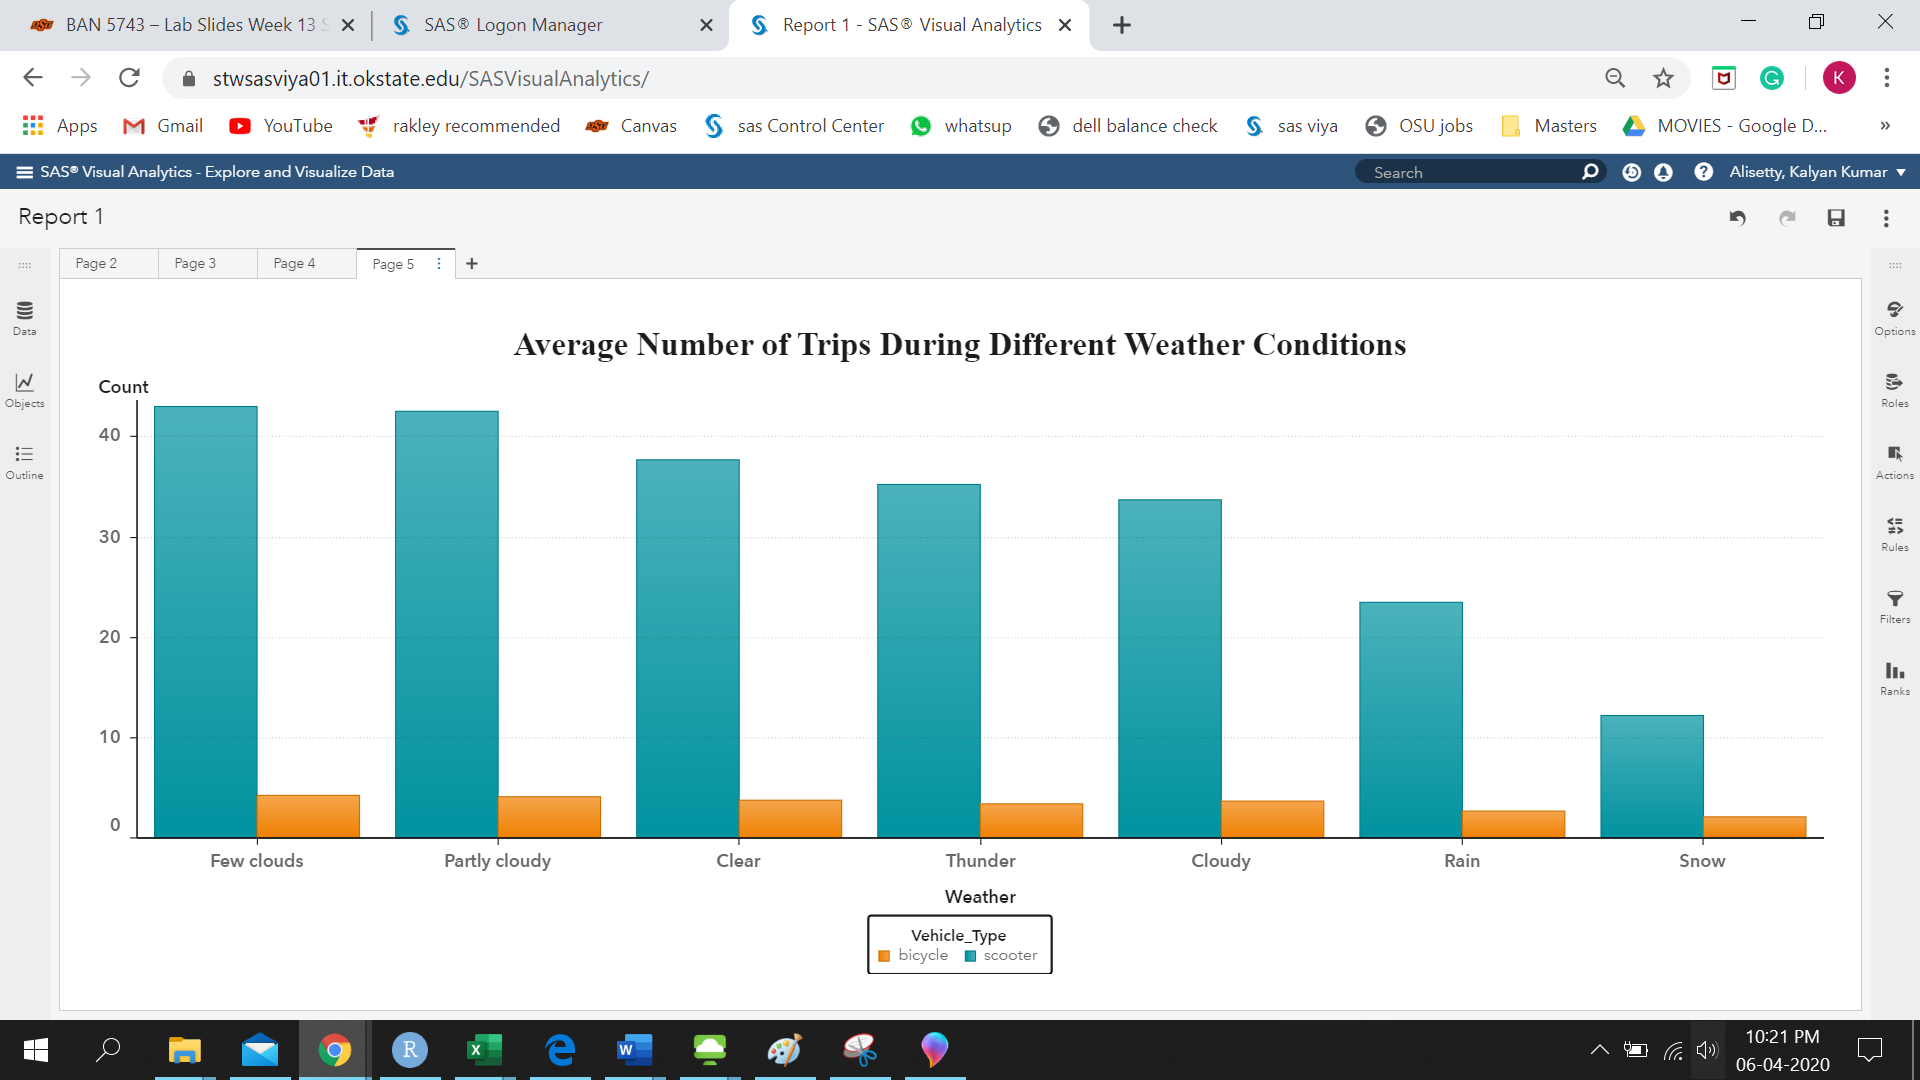 BAN 5743 – Lab Slides Week 13 S
SAS® Logon Manager
Report 1 - SAS® Visual Analytics
stwsasviya01.it.okstate.edu/SASVisualAnalytics/
K
Apps
Gmail
YouTube
rakley recommended
Canvas
sas Control Center
whatsup
dell balance check
sas viya
OSU jobs
Masters
MOVIES - Google D...
»
SAS® Visual Analytics - Explore and Visualize Data
Search
Alisetty, Kalyan Kumar
Report 1
Page 2
Page 3
Page 4
Page 5
Data
Objects
Outline
Options
Roles
Actions
Rules
Filters
Ranks
Average Number of Trips During Different Weather Conditions
Count
40
30
20
10
0
Few clouds
Partly cloudy
Clear
Thunder
Cloudy
Rain
Snow
Weather
Vehicle_Type
bicycle
scooter
10:21 PM
06-04-2020